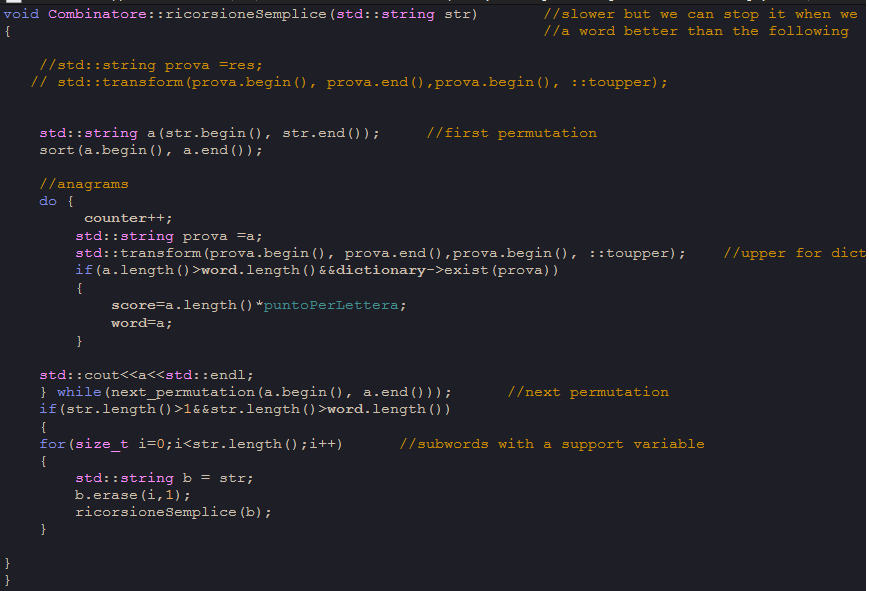 void Combinatore::ricorsioneSemplice(std::string str) //slower but we can stop it when we
{ //a word better than the following
//std::string prova =res;
// std::transform(prova.begin(), prova.end(),prova.begin(), ::toupper);
std::string a(str.begin(), str.end()); //first permutation
sort(a.begin(), a.end());
//anagrams
do {
counter++;
std::string prova =a;
std::transform(prova.begin(), prova.end(),prova.begin(), ::toupper); //upper for dict
if(a.length()>word.length()&&dictionary->exist(prova))
{
score=a.length()*puntoPerLettera;
word=a;
}
std::cout<<a<<std::endl;
} while(next_permutation(a.begin(), a.end())); //next permutation
if(str.length()>1&&str.length()>word.length())
{
for(size_t i=0;i<str.length();i++) //subwords with a support variable
{
std::string b = str;
b.erase(i,1);
ricorsioneSemplice(b);
}
}
}